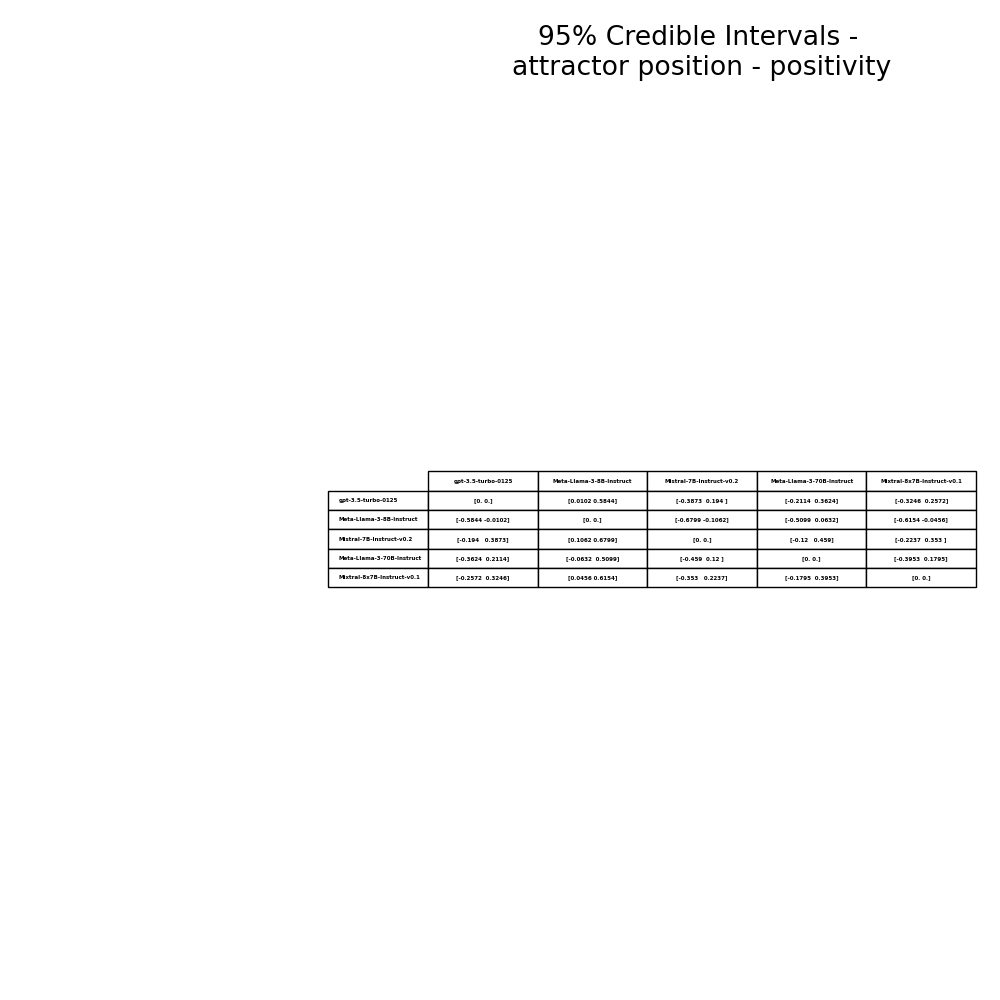 95% Credible Intervals -
attractor position - positivity
gpt-3.5-turbo-0125 Meta-Llama-3-8B-Instruct Mistral-7B-Instruct-v0.2 Meta-Llama-3-70B-Instruct Mixtral-8x7B-Instruct-v0.1
gpt-3.5-turbo-0125 [0. 0.] [0.0102 0.5844] [-0.3873 0.194 ] [-0.2114 0.3624] [-0.3246 0.2572]
Meta-Llama-3-8B-Instruct [-0.5844 -0.0102] [0. 0.] [-0.6799 -0.1062] [-0.5099 0.0632] [-0.6154 -0.0456]
Mistral-7B-Instruct-v0.2 [-0.194 0.3873] [0.1062 0.6799] [0. 0.] [-0.12 0.459] [-0.2237 0.353 ]
Meta-Llama-3-70B-Instruct [-0.3624 0.2114] [-0.0632 0.5099] [-0.459 0.12 ] [0. 0.] [-0.3953 0.1795]
Mixtral-8x7B-Instruct-v0.1 [-0.2572 0.3246] [0.0456 0.6154] [-0.353 0.2237] [-0.1795 0.3953] [0. 0.]